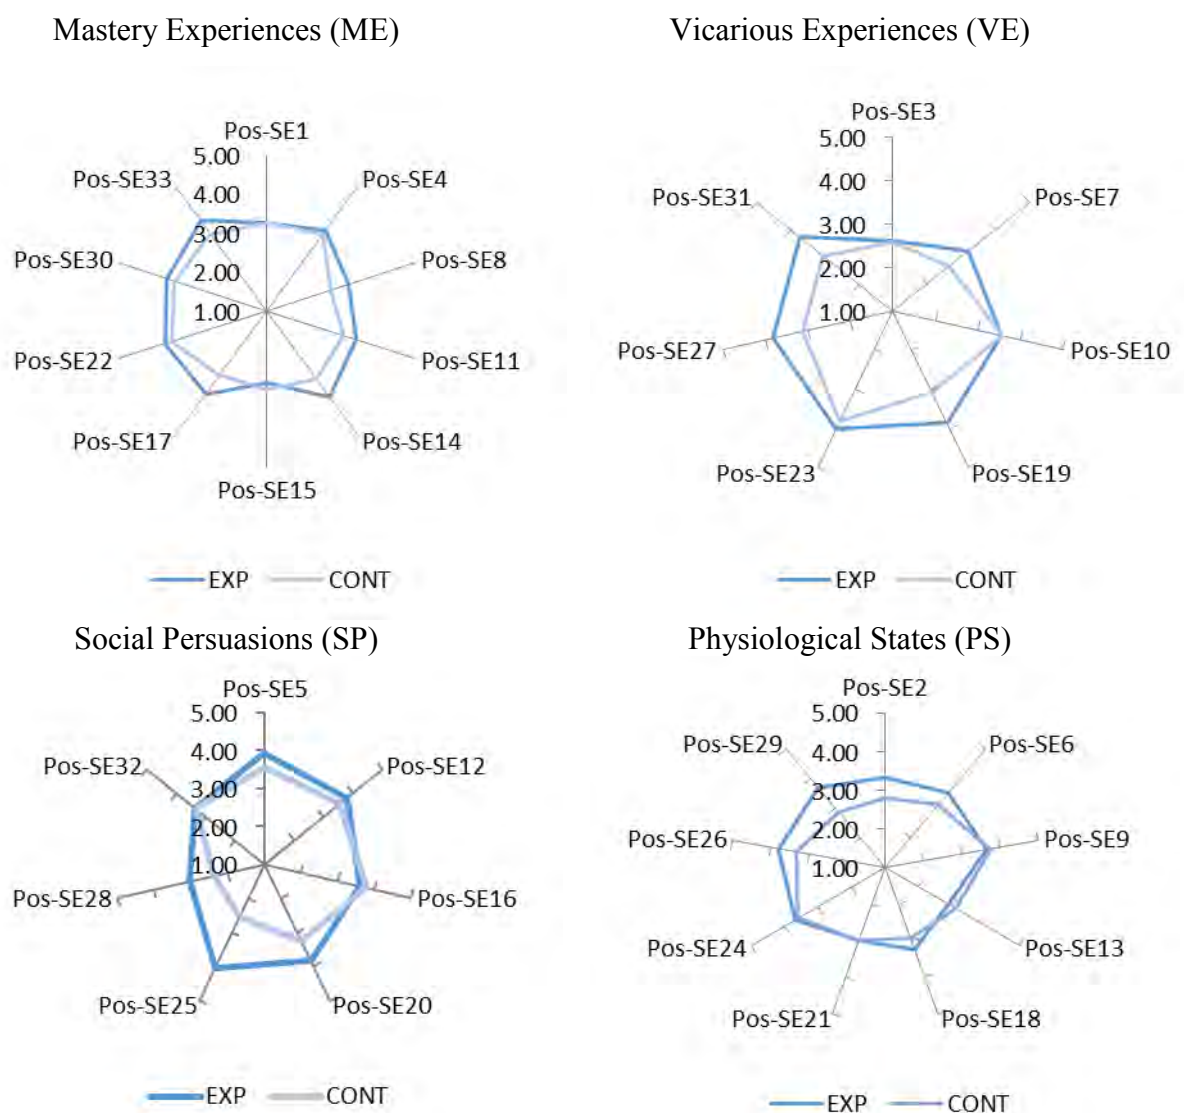 Mastery Experiences (ME)
Vicarious Experiences (VE)
Pos-SE1
5.00
4.00
3.00
2.00
1.00
Pos-SE4
Pos-SE8
Pos-SE11
Pos-SE14
Pos-SE15
Pos-SE17
Pos-SE22
Pos-SE30
Pos-SE33
EXP CONT
Pos-SE3
5.00
4.00
3.00
2.00
1.00
Pos-SE7
Pos-SE10
Pos-SE19
Pos-SE23
Pos-SE27
Pos-SE31
EXP CONT
Social Persuasions (SP)
Physiological States (PS)
Pos-SE5
5.00
4.00
3.00
2.00
1.00
Pos-SE12
Pos-SE16
Pos-SE20
Pos-SE25
Pos-SE28
Pos-SE32
EXP CONT
Pos-SE2
5.00
4.00
3.00
2.00
1.00
Pos-SE6
Pos-SE9
Pos-SE13
Pos-SE18
Pos-SE21
Pos-SE24
Pos-SE26
Pos-SE29
EXP CONT